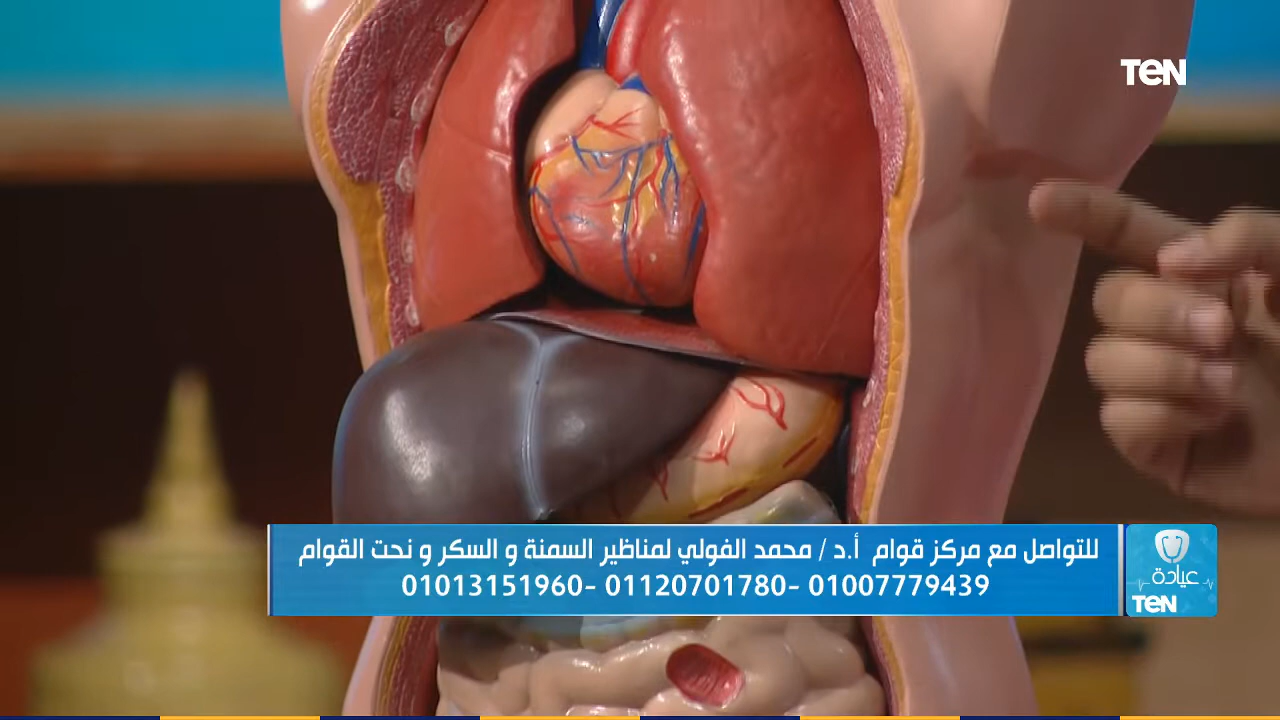 TEN
للتواصل مع مركز قوام أ.د / محمد الفولي لمناظير السمنة و السكر و نحت القوام
01013151960- 01120701780- 01007779439
عيادة
TEN